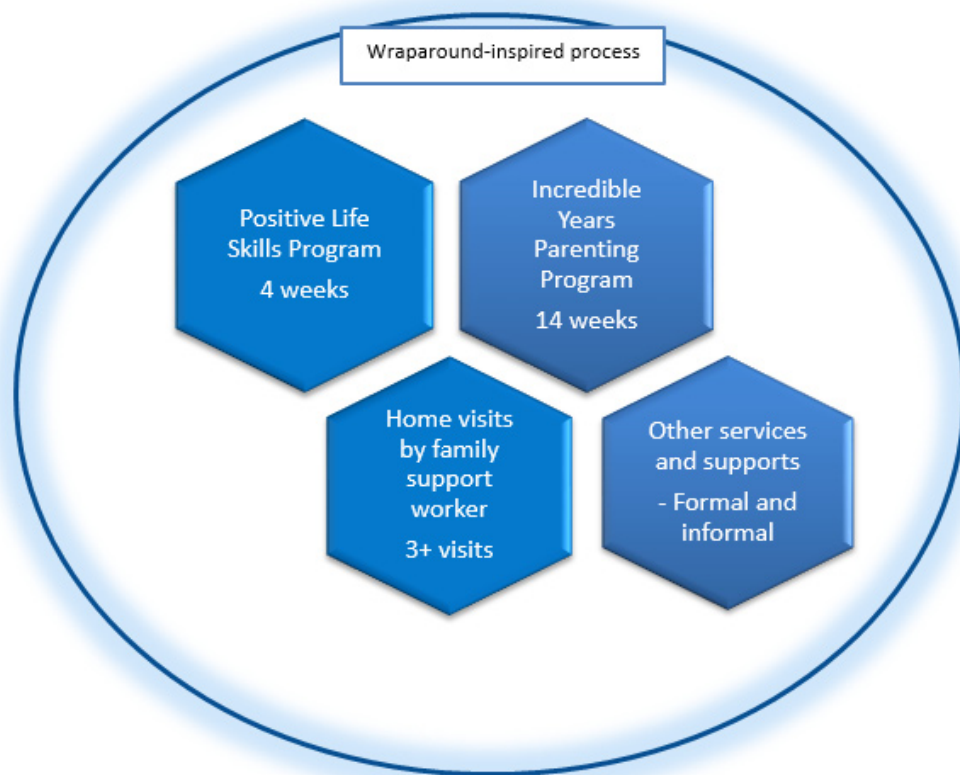 Wraparound-inspired process
Positive Life
Skills Program
4 weeks
Incredible
Years
Parenting
Program
14 weeks
Home visits
by family
support
worker
3+ visits
Other services
and supports
- Formal and
informal